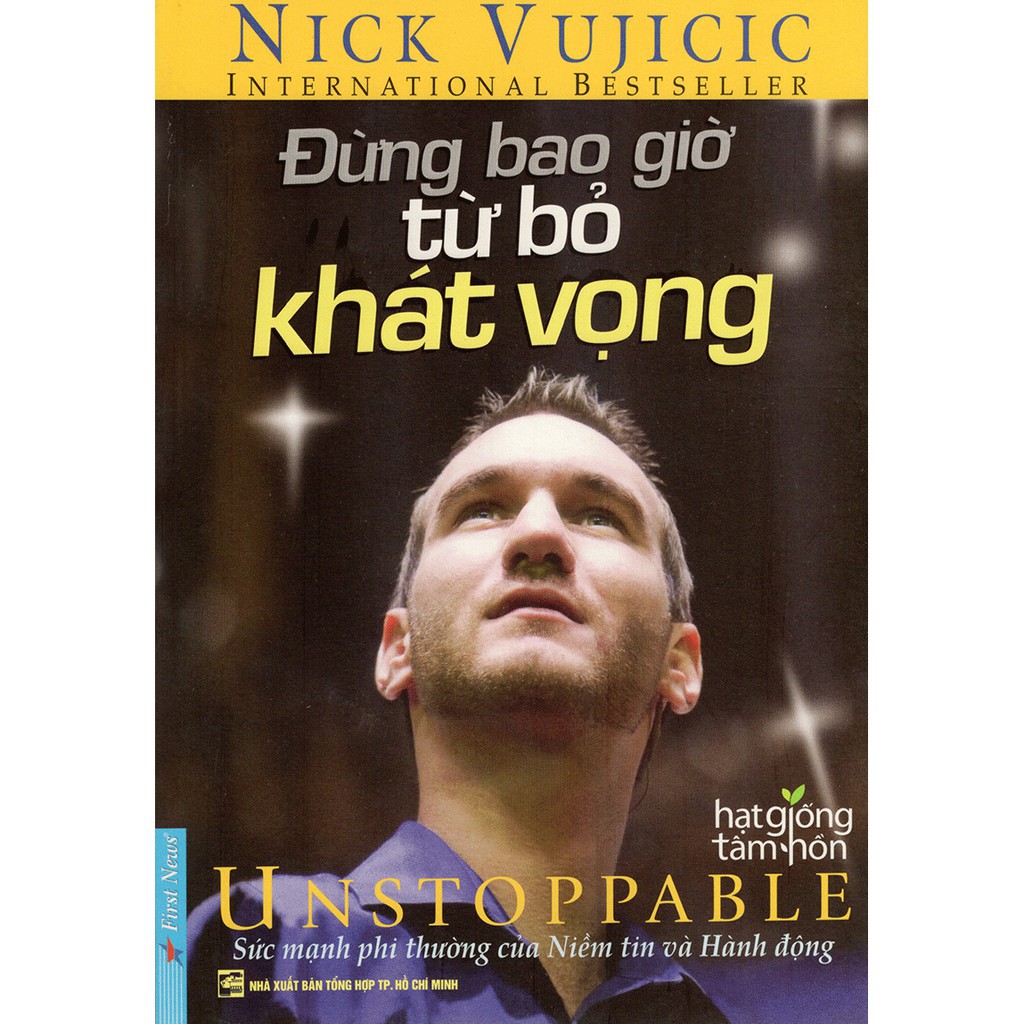 NICK VUJICIC
INTERNATIONAL BESTSELLER
Đừng bao giờ
từ bỏ
khát vọng
hạt giống
tâm hồn
First News®
UNSTOPPABLE
Sức mạnh phi thường của Niềm tin và Hành động
NHÀ XUẤT BẢN TỔNG HỢP TP. HỒ CHÍ MINH